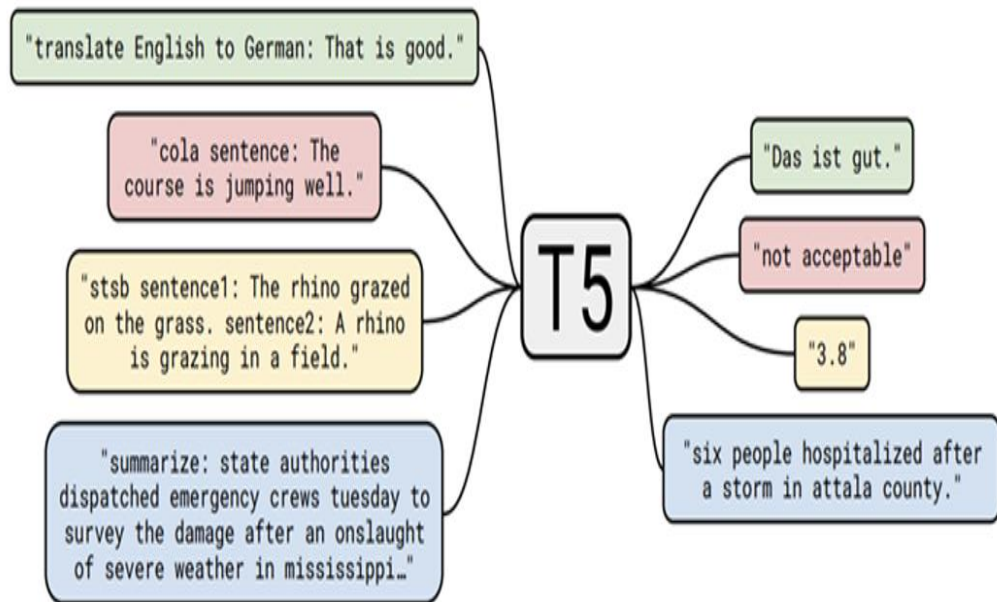 "translate English to German: That is good."
"cola sentence: The
course is jumping well."
"stsb sentence1: The rhino grazed
on the grass. sentence2: A rhino
is grazing in a field."
"summarize: state authorities
dispatched emergency crews tuesday to
survey the damage after an onslaught
of severe weather in mississippi…"
T5
"Das ist gut."
"not acceptable"
"3.8"
"six people hospitalized after
a storm in attala county."